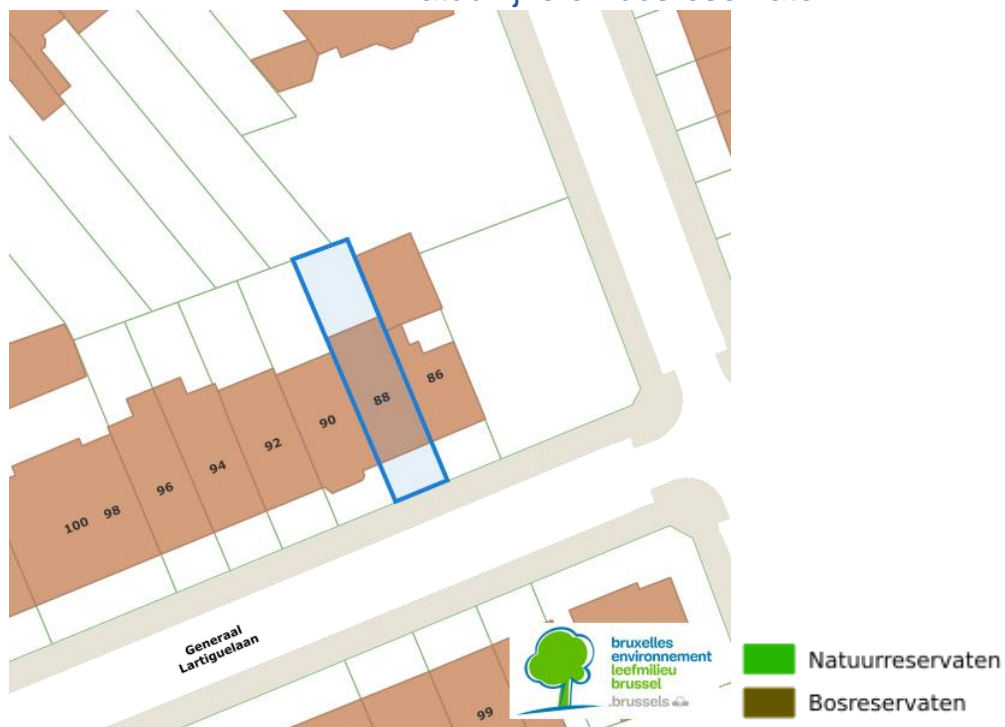 86
88
90
92
94
96
98
100
Generaal
Lartiguelaan
99
bruxelles
environnement
leefmilieu
brussel
.brussels
Natuurreservaten
Bosreservaten